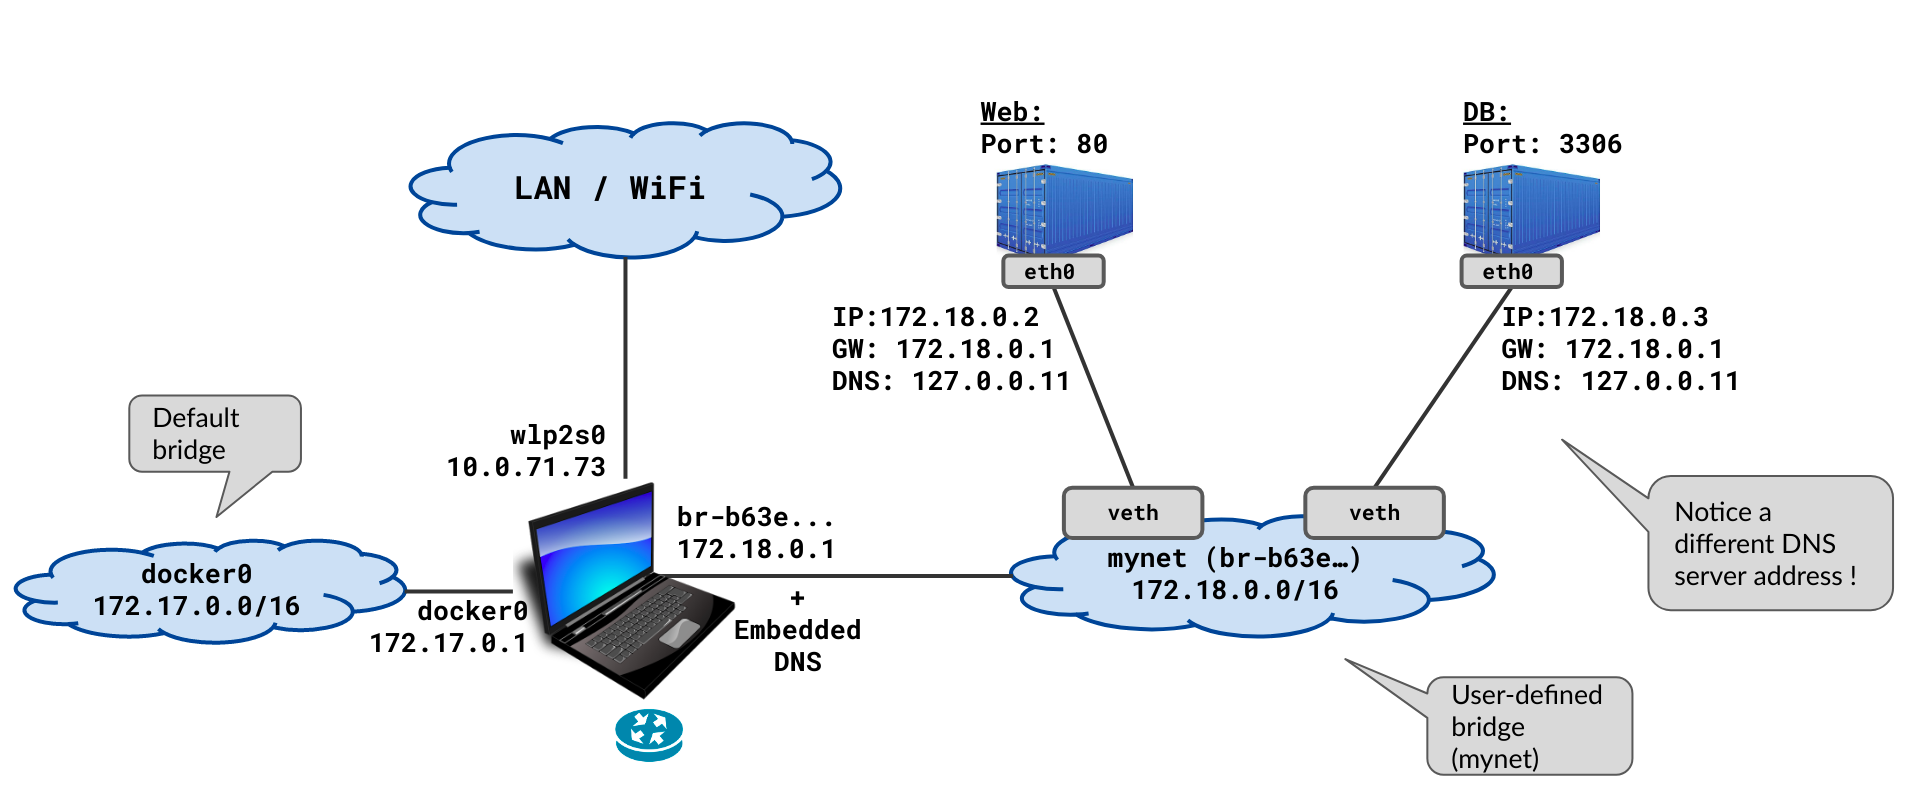 Web:
Port: 80
DB:
Port: 3306
LAN / WiFi
eth0
eth0
IP:172.18.0.2
GW: 172.18.0.1
DNS: 127.0.0.11
IP:172.18.0.3
GW: 172.18.0.1
DNS: 127.0.0.11
Default
bridge
wlp2s0
10.0.71.73
br-b63e...
172.18.0.1
veth
veth
Notice a
different DNS
server address !
mynet (br-b63e…)
172.18.0.0/16
docker0
172.17.0.0/16
docker0
172.17.0.1
+
Embedded
DNS
User-defined
bridge
(mynet)